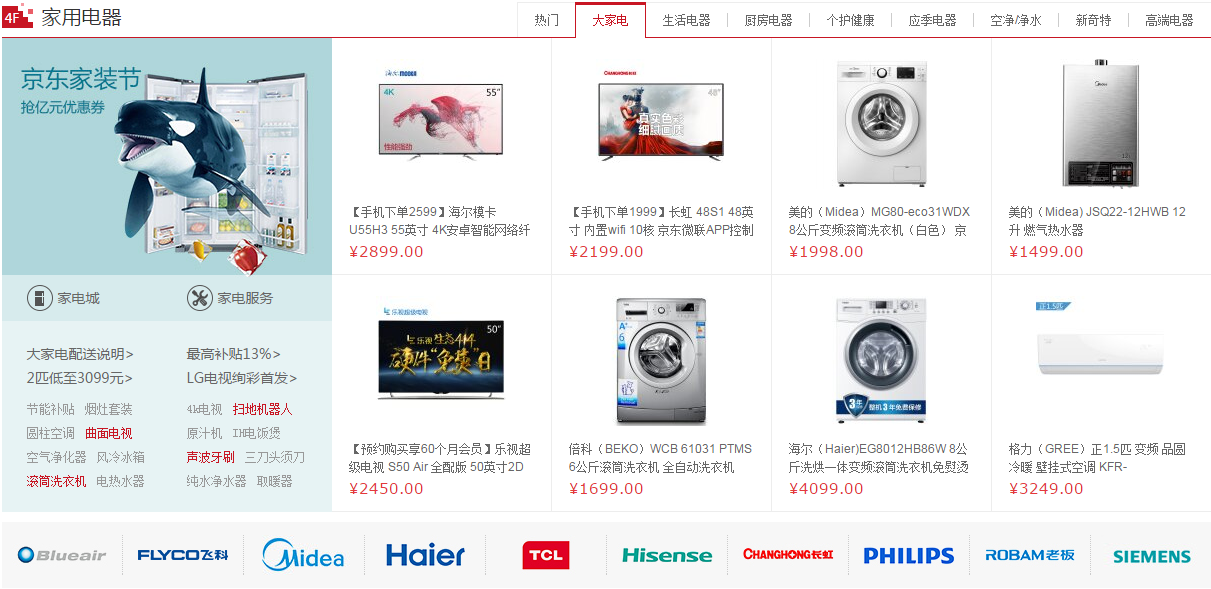 4F 家用电器
热门 大家电 生活电器 厨房电器 个护健康 应季电器 空净/净水 新奇特 高端电器
京东家装节
抢亿元优惠券
家电城 家电服务
大家电配送说明> 最高补贴13%>
2匹低至3099元> LG电视绚彩首发>
节能补贴 烟灶套装 4k电视 扫地机器人
圆柱空调 曲面电视 原汁机 IH电饭煲
空气净化器 风冷冰箱 声波牙刷 三刀头须刀
滚筒洗衣机 电热水器 纯水净水器 取暖器
海尔MOOKA
4K 55"
性能强劲
【手机下单2599】海尔模卡
U55H3 55英寸 4K安卓智能网络纤
¥2899.00
CHANGHONG长虹
48"
真实色彩
细腻画质
【手机下单1999】长虹 48S1 48英
寸 内置wifi 10核 京东微联APP控制
¥2199.00
美的（Midea）MG80-eco31WDX
8公斤变频滚筒洗衣机（白色） 京
¥1998.00
Midea
美的（Midea) JSQ22-12HWB 12
升 燃气热水器
¥1499.00
乐视超级电视
50"
乐视生态414
硬件“免费”日
【预约购买享60个月会员】乐视超
级电视 S50 Air 全配版 50英寸2D
¥2450.00
倍科（BEKO）WCB 61031 PTMS
6公斤滚筒洗衣机 全自动洗衣机
¥1699.00
3年 整机3年免费保修
海尔（Haier)EG8012HB86W 8公
斤洗烘一体变频滚筒洗衣机免熨烫
¥4099.00
正1.5匹
格力（GREE）正1.5匹 变频 品圆
冷暖 壁挂式空调 KFR-
¥3249.00
Blueair FLYCO飞科 Midea Haier TCL Hisense CHANGHONG长虹 PHILIPS ROBAM老板 SIEMENS